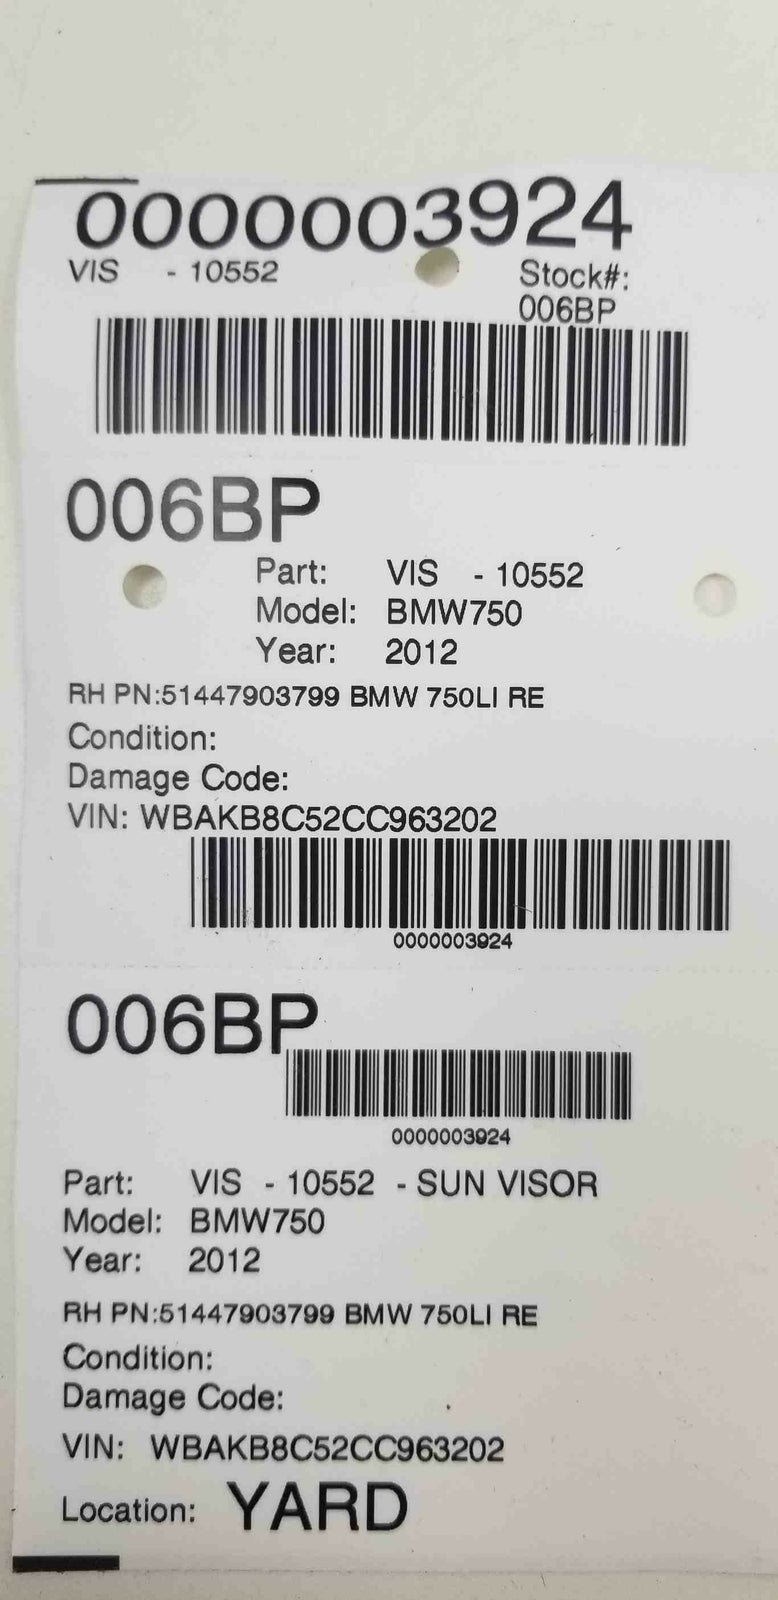 0000003924
VIS - 10552 Stock#:
006BP
006BP
Part: VIS - 10552
Model: BMW750
Year: 2012
RH PN:51447903799 BMW 750LI RE
Condition:
Damage Code:
VIN: WBAKB8C52CC963202
0000003924
006BP
0000003924
Part: VIS - 10552 - SUN VISOR
Model: BMW750
Year: 2012
RH PN:51447903799 BMW 750LI RE
Condition:
Damage Code:
VIN: WBAKB8C52CC963202
Location: YARD